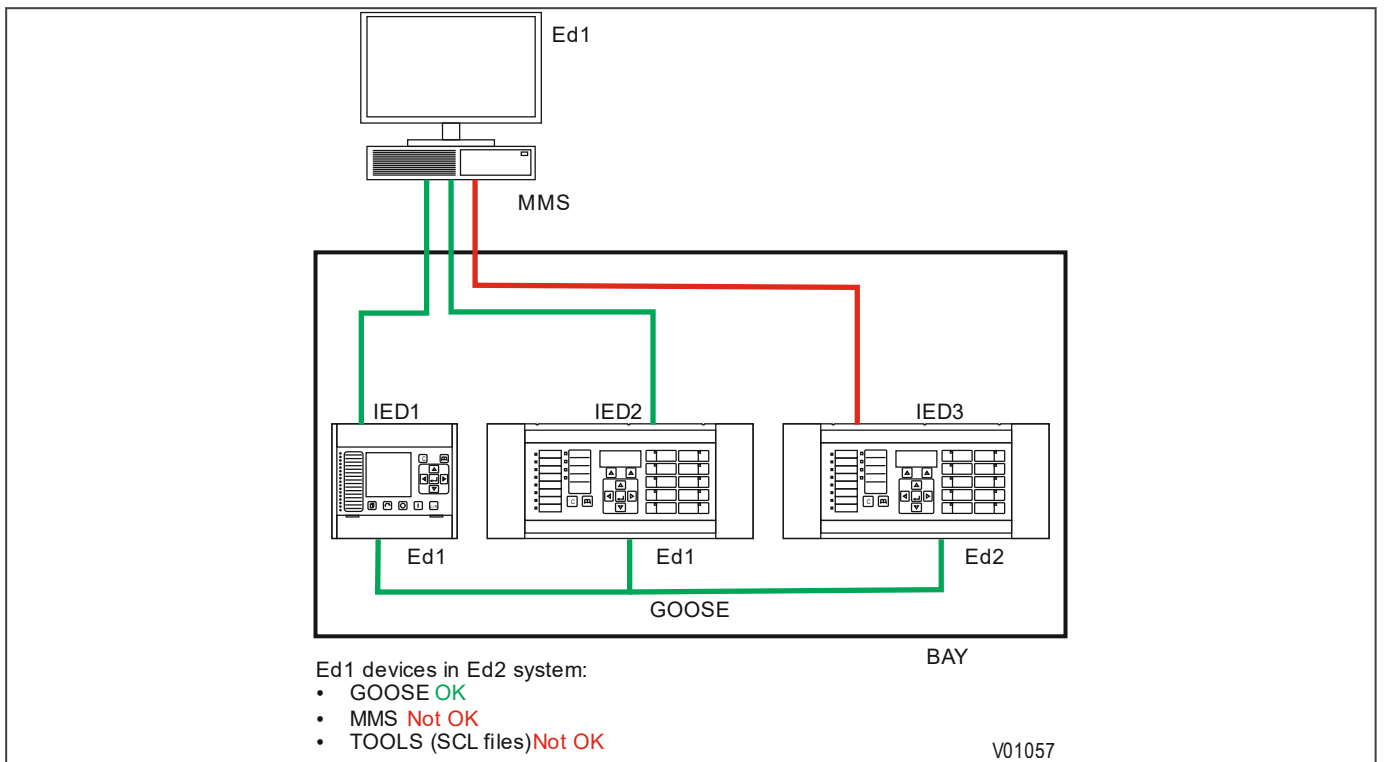 Ed1
MMS
IED1
IED2
IED3
Ed1
Ed1
Ed2
GOOSE
BAY
Ed1 devices in Ed2 system:
• GOOSE OK
• MMS Not OK
• TOOLS (SCL files)Not OK
V01057